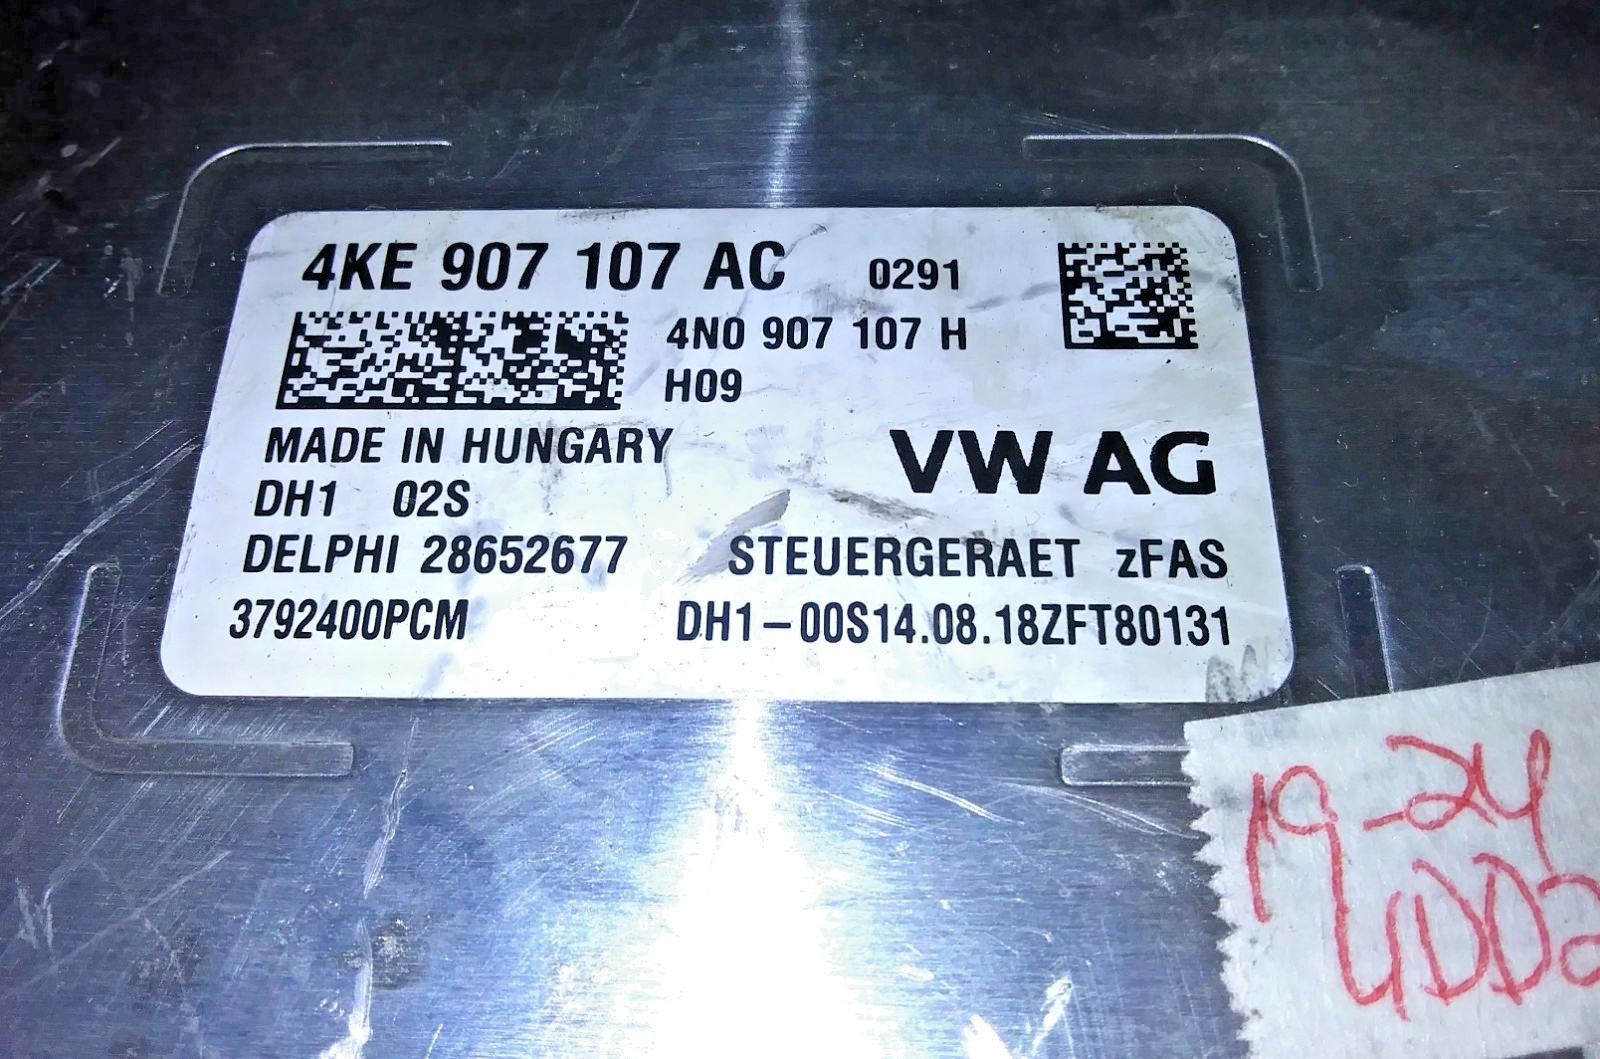 4KE 907 107 AC 0291
4N0 907 107 H
H09
MADE IN HUNGARY
VW AG
DH1 02S
DELPHI 28652677
STEUERGERAET zFAS
3792400PCM
DH1-00S14.08.18ZFT80131
19-24